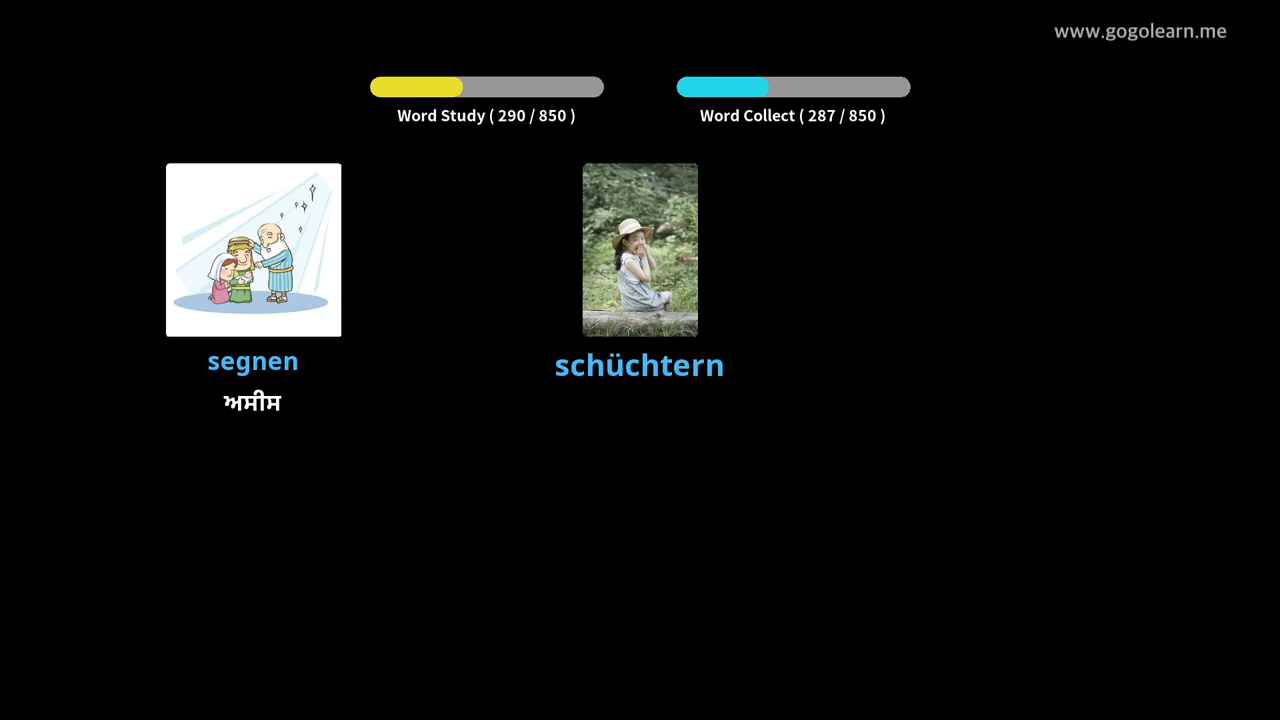 www.gogolearn.me
Word Study ( 290 / 850 )
Word Collect ( 287 / 850 )
segnen
ਅਸੀਸ
schüchtern